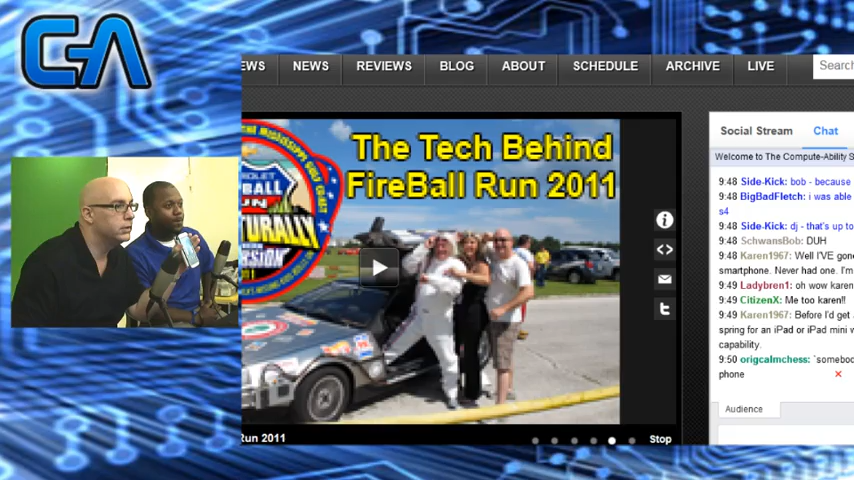 CA
EWS NEWS REVIEWS BLOG ABOUT SCHEDULE ARCHIVE LIVE Search
The Tech Behind
FireBall Run 2011
Social Stream Chat
Welcome to The Compute-Ability S
9:48 Side-Kick: bob - because
9:48 BigBadFletch: i was able
s4
9:48 Side-Kick: dj - that's up to
9:48 SchwansBob: DUH
9:48 Karen1967: Well I'VE gone
smartphone. Never had one. I'm
9:49 Ladybren1: oh wow karen
9:49 CitizenX: Me too karen!!
9:49 Karen1967: Before I'd get
spring for an iPad or iPad mini w
capability.
9:50 origcalmchess: `somebod
phone
Audience
Run 2011
Stop